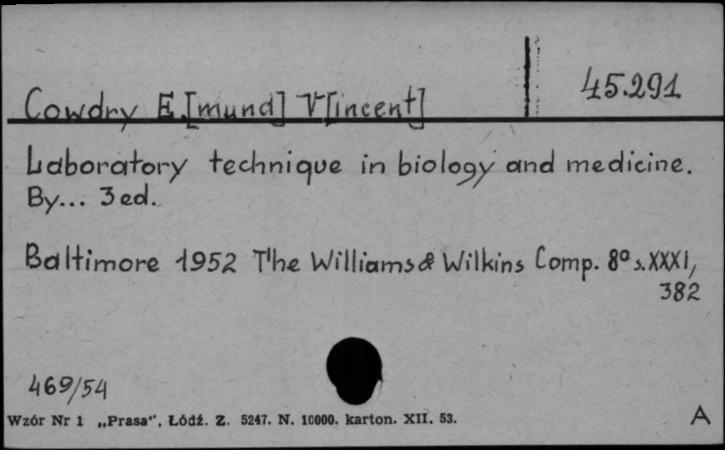 45.291
Cowdry E.[mund] V[incent]
Laboratory technique in biology and medicine.
By... 3 ed.
Baltimore 1952 The Williams & Wilkins Comp. 8° s. XXXI,
382
469/54
Wzór Nr 1 „Prasa“, Łódź. Z. 5247. N. 10000. karton. XII. 53.
A